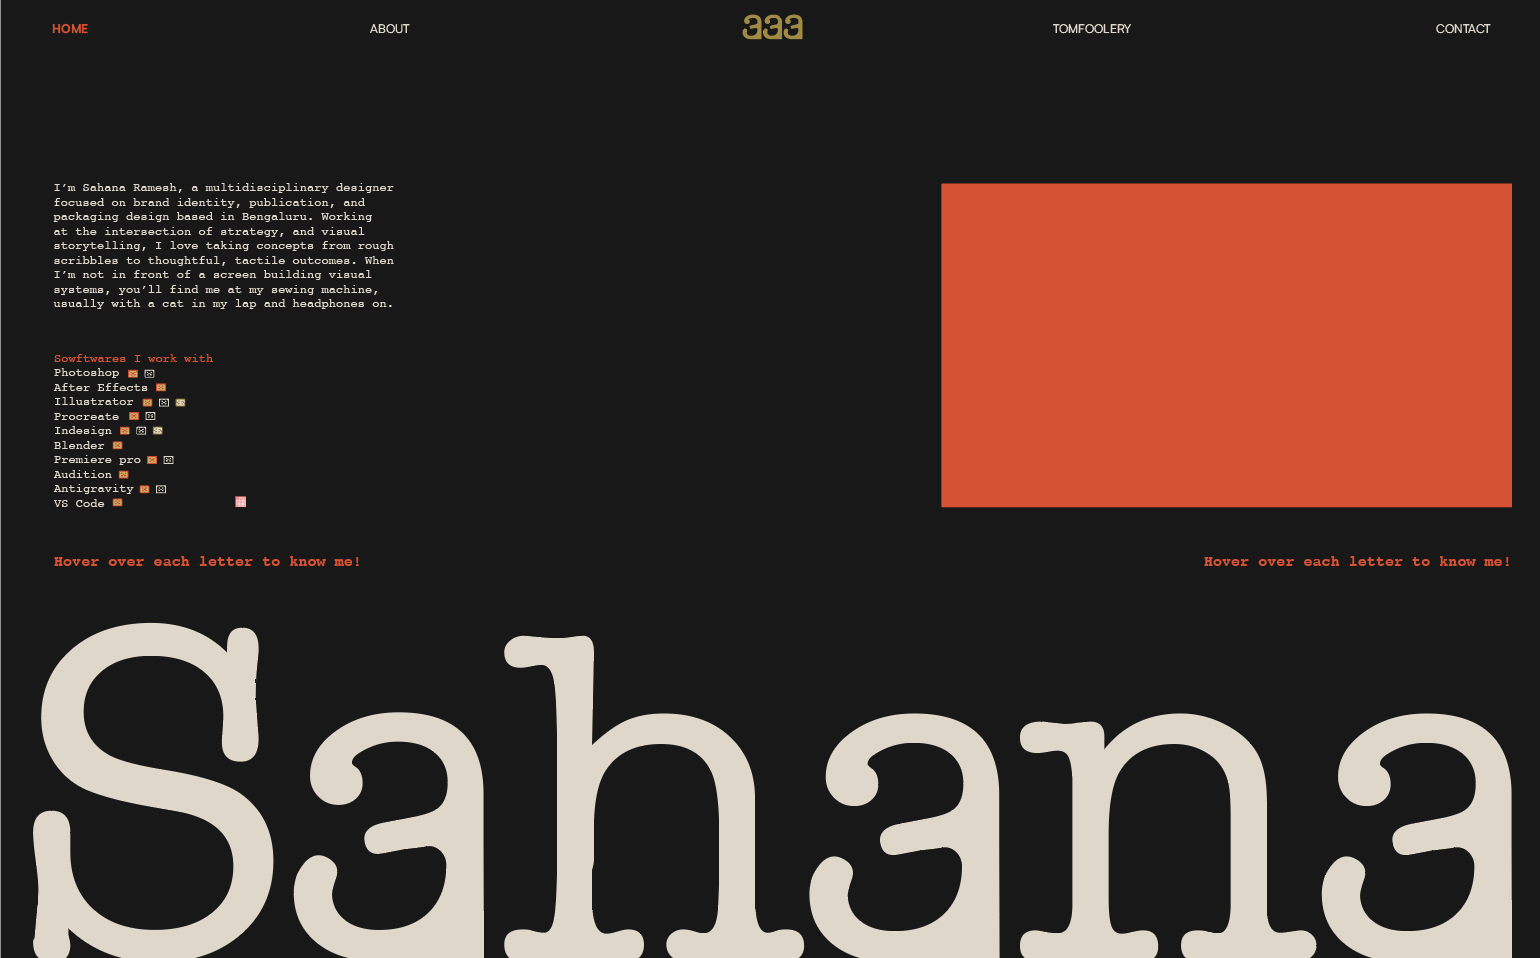 HOME
ABOUT
TOMFOOLERY
CONTACT
I'm Sahana Ramesh, a multidisciplinary designer
focused on brand identity, publication, and
packaging design based in Bengaluru. Working
at the intersection of strategy, and visual
storytelling, I love taking concepts from rough
scribbles to thoughtful, tactile outcomes. When
I'm not in front of a screen building visual
systems, you'll find me at my sewing machine,
usually with a cat in my lap and headphones on.
Sowftwares I work with
Photoshop
After Effects
Illustrator
Procreate
Indesign
Blender
Premiere pro
Audition
Antigravity
VS Code
Hover over each letter to know me!
Hover over each letter to know me!
Sahana